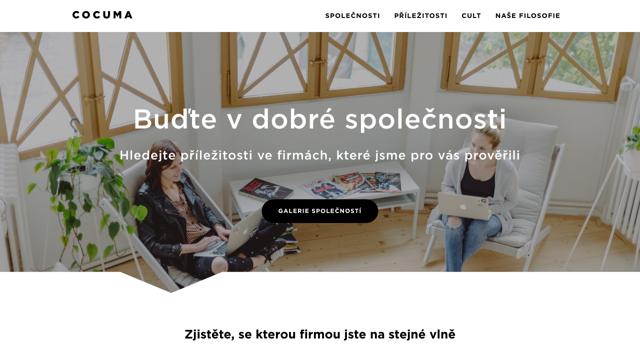 COCUMA
SPOLEČNOSTI PŘÍLEŽITOSTI CULT NAŠE FILOSOFIE
Buďte v dobré společnosti
Hledejte příležitosti ve firmách, které jsme pro vás prověřili
GALERIE SPOLEČNOSTÍ
Zjistěte, se kterou firmou jste na stejné vlně